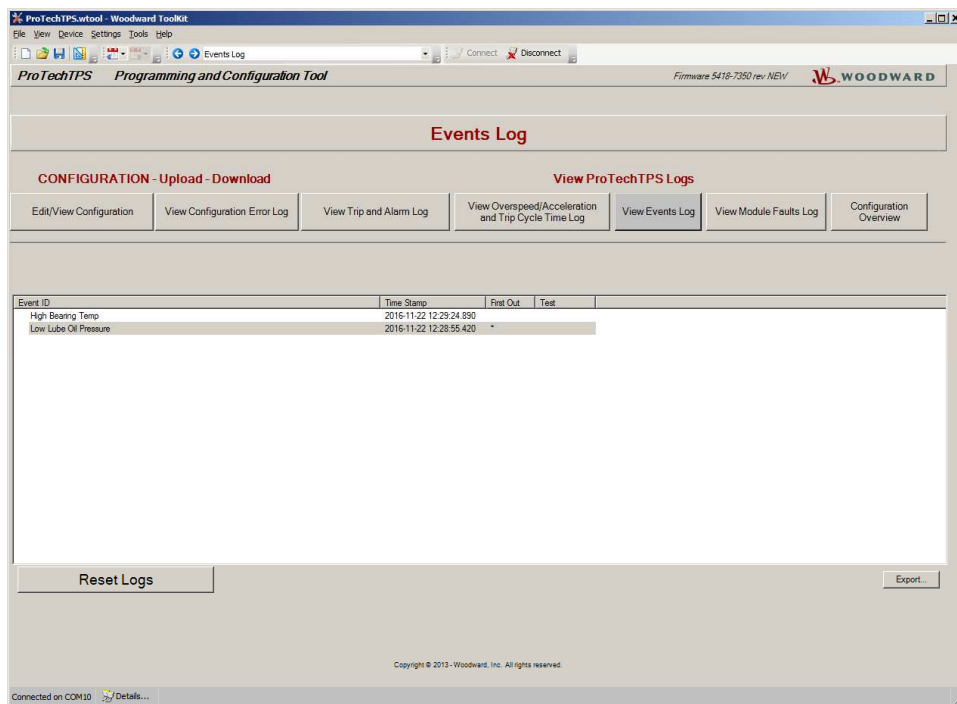 ProTechTPS.wtool - Woodward ToolKit
File View Device Settings Tools Help
Events Log Connect Disconnect
ProTechTPS Programming and Configuration Tool Firmware 5418-7350 rev NEW WOODWARD
Events Log
CONFIGURATION - Upload - Download View ProTechTPS Logs
Edit/View Configuration View Configuration Error Log View Trip and Alarm Log View Overspeed/Acceleration and Trip Cycle Time Log View Events Log View Module Faults Log Configuration Overview
Event ID Time Stamp First Out Test
High Bearing Temp 2016-11-22 12:29:24.890
Low Lube Oil Pressure 2016-11-22 12:28:55.420 *
Reset Logs Export...
Copyright © 2013 - Woodward, Inc. All rights reserved.
Connected on COM10 Details...